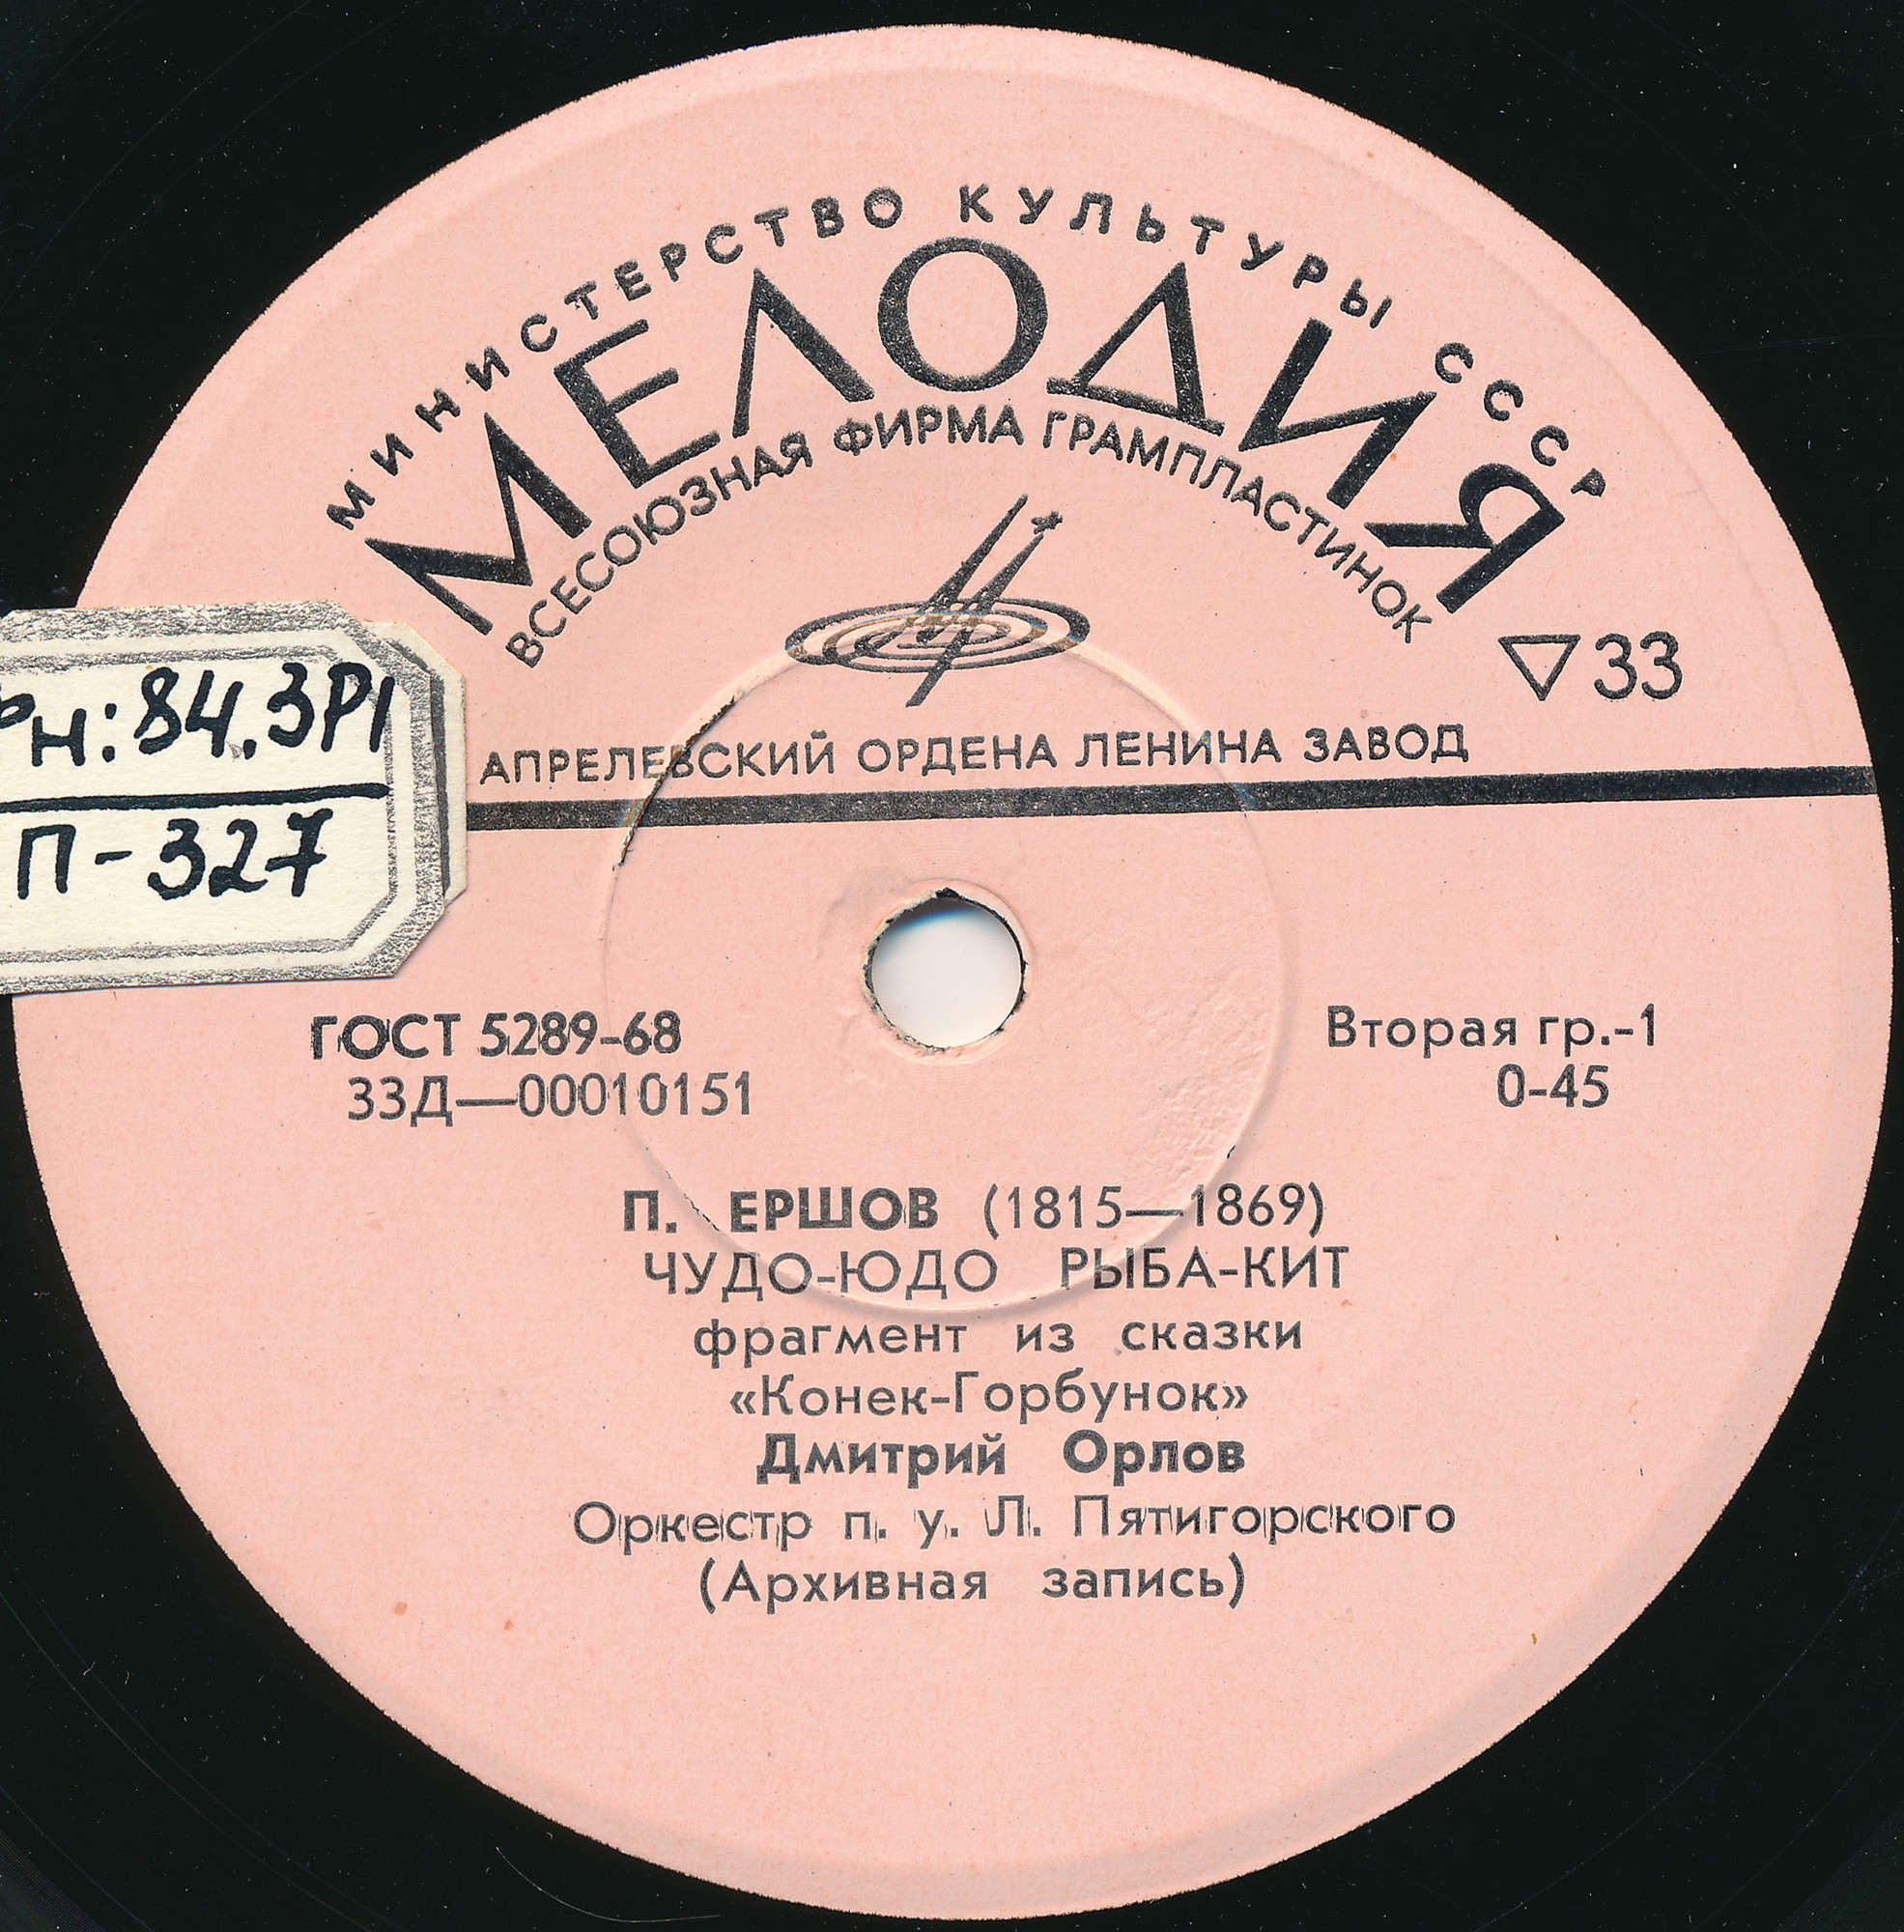 МИНИСТЕРСТВО КУЛЬТУРЫ СССР
МЕЛОДИЯ
ВСЕСОЮЗНАЯ ФИРМА ГРАМПЛАСТИНОК
33
АПРЕЛЕВСКИЙ ОРДЕНА ЛЕНИНА ЗАВОД
н:84.3Р1
П-327
ГОСТ 5289-68
33Д—00010151
Вторая гр.-1
0-45
П. ЕРШОВ (1815—1869)
ЧУДО-ЮДО РЫБА-КИТ
фрагмент из сказки
«Конек-Горбунок»
Дмитрий Орлов
Оркестр п. у. Л. Пятигорского
(Архивная запись)